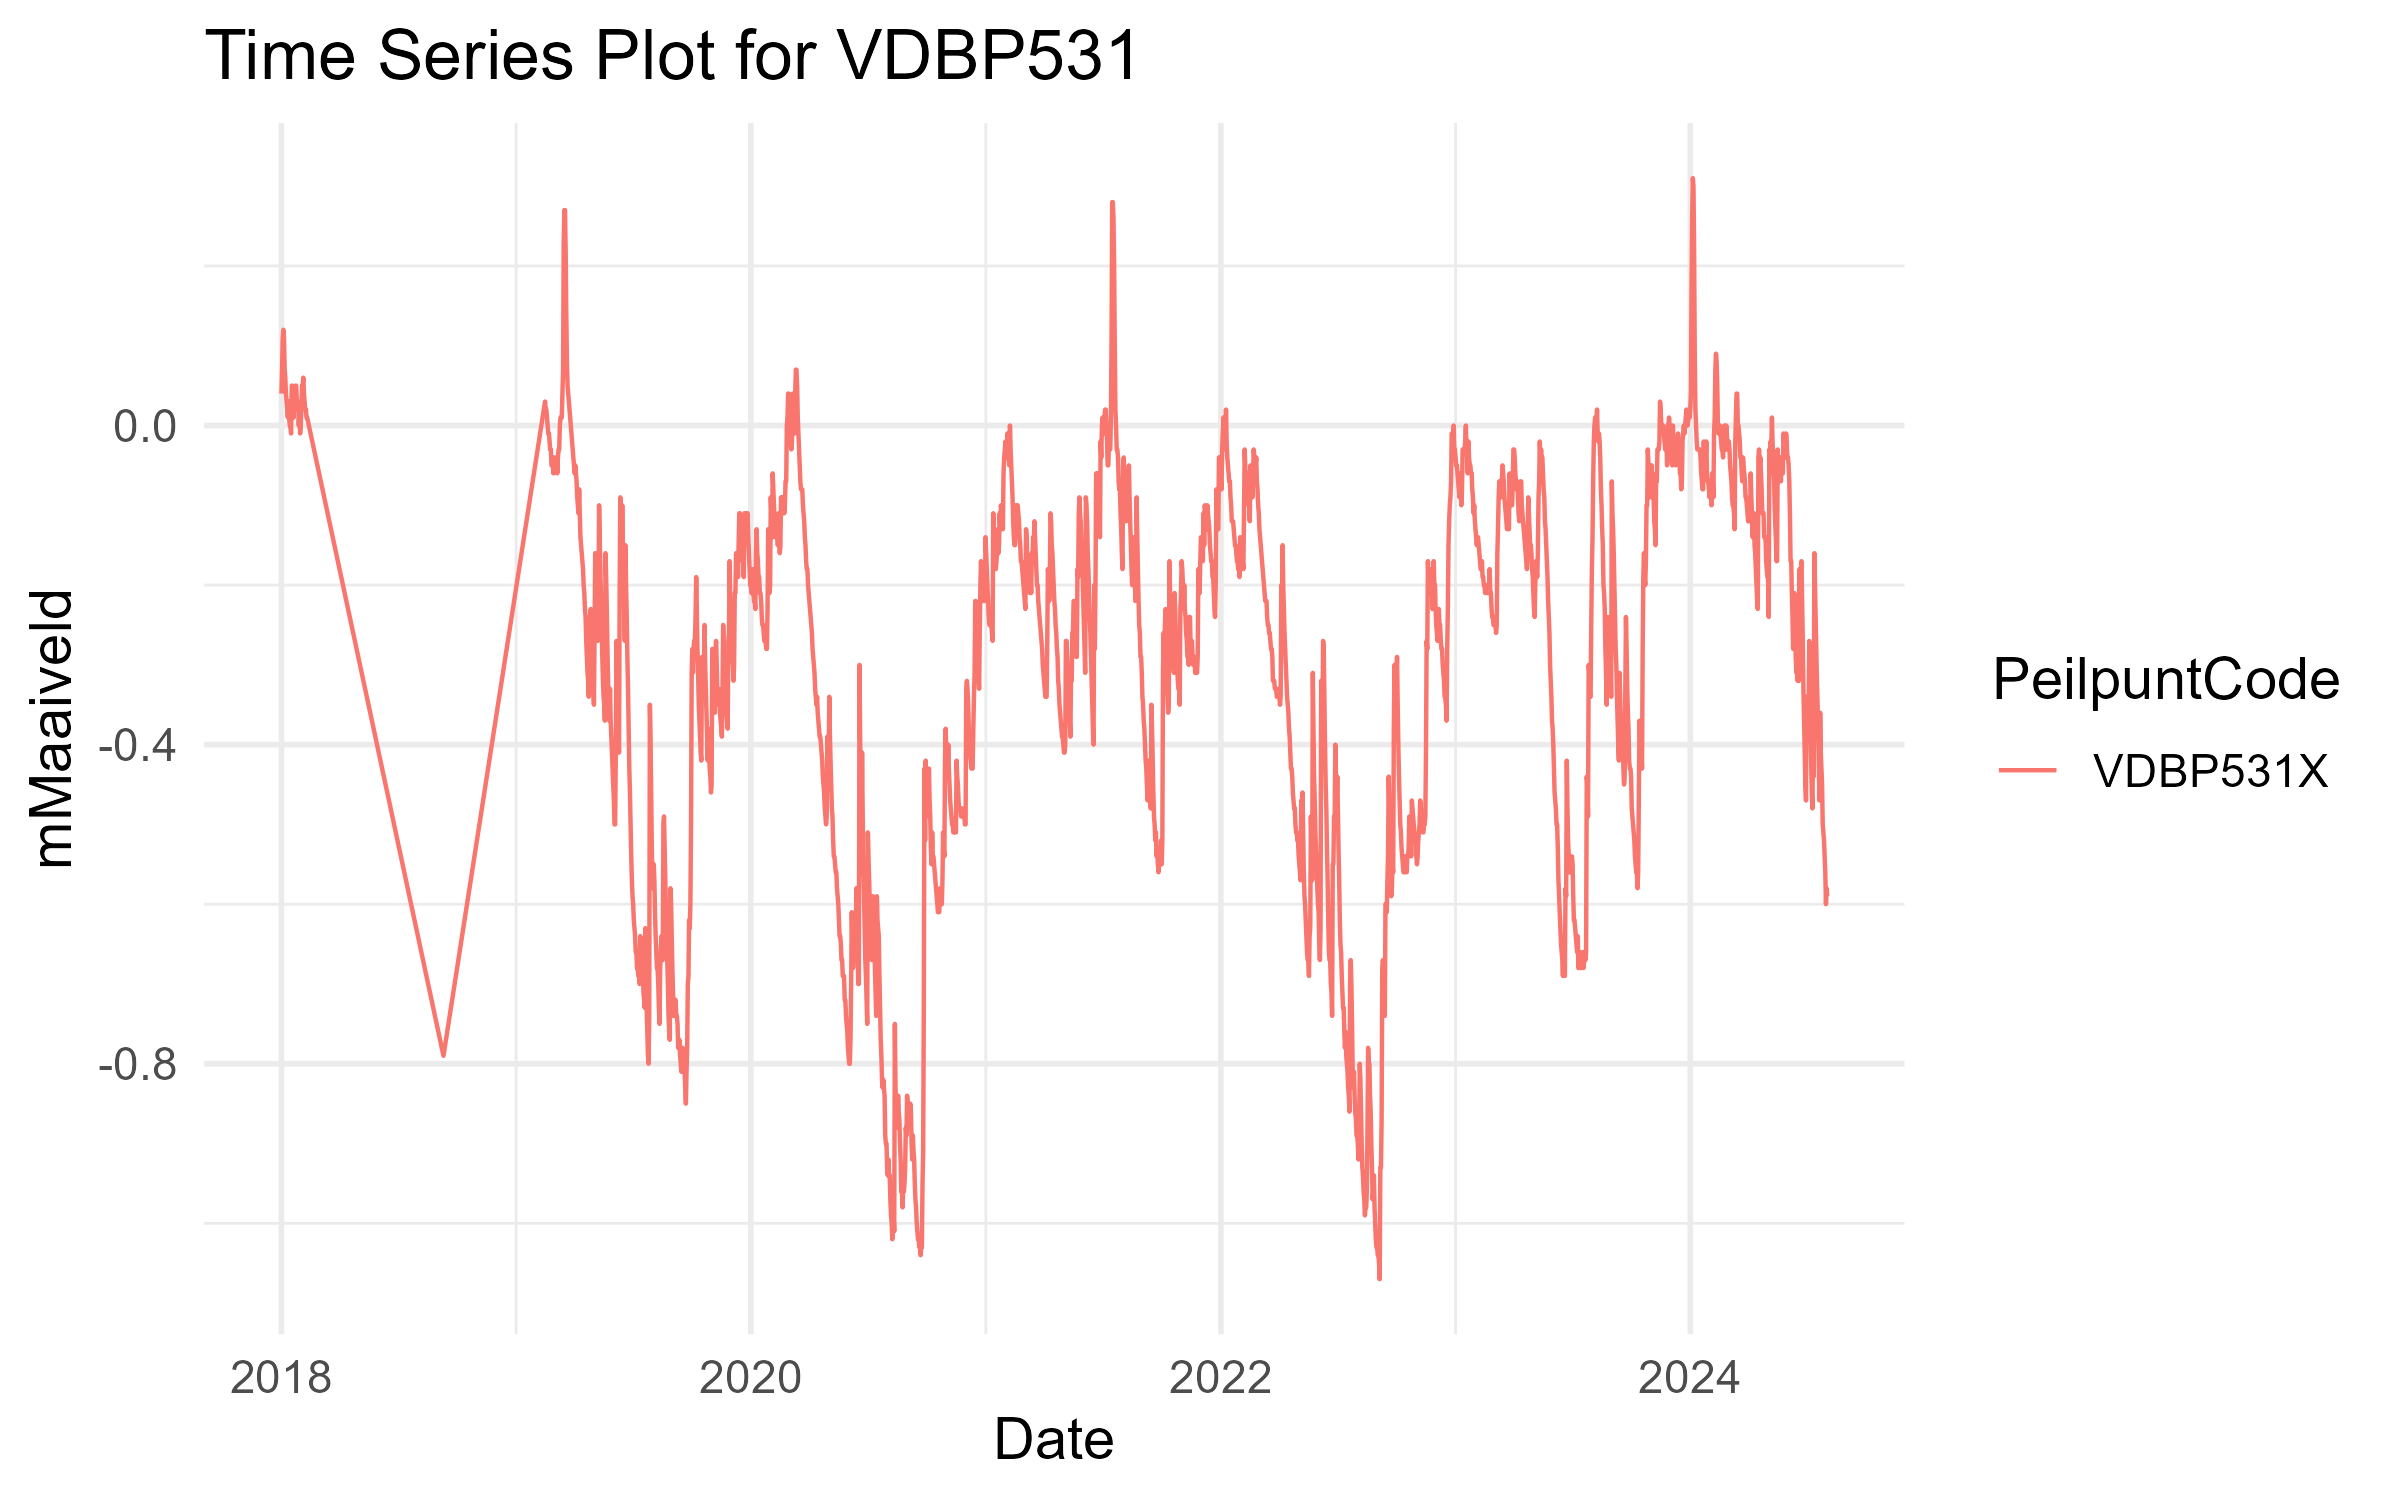 Time Series Plot for VDBP531
mMaaiveld
0.0
-0.4
-0.8
2018
2020
2022
2024
Date
PeilpuntCode
VDBP531X